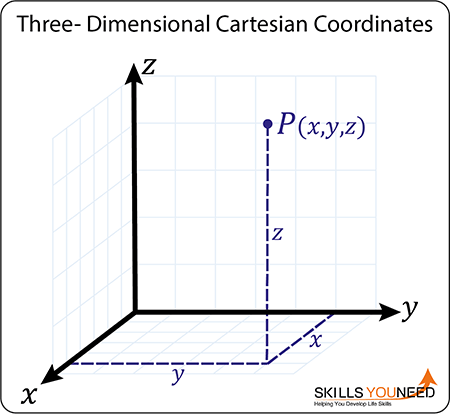 Three- Dimensional Cartesian Coordinates
z
P(x,y,z)
z
y
x
y
x
SKILLS YOUNEED
Helping You Develop Life Skills